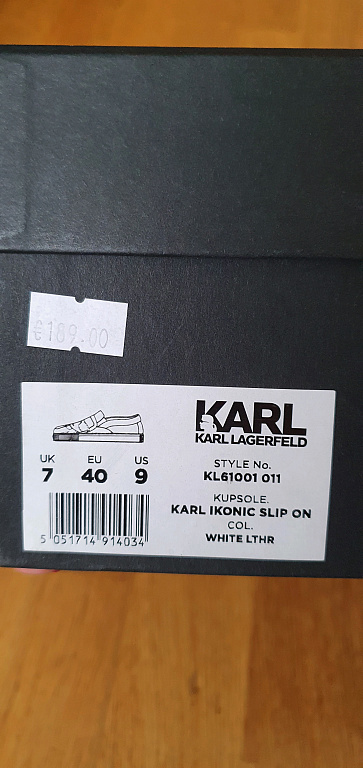 €189.00
KARL
KARL LAGERFELD
UK EU US
7 40 9
STYLE No.
KL61001 011
KUPSOLE.
KARL IKONIC SLIP ON
COL.
WHITE LTHR
5 051714 914034